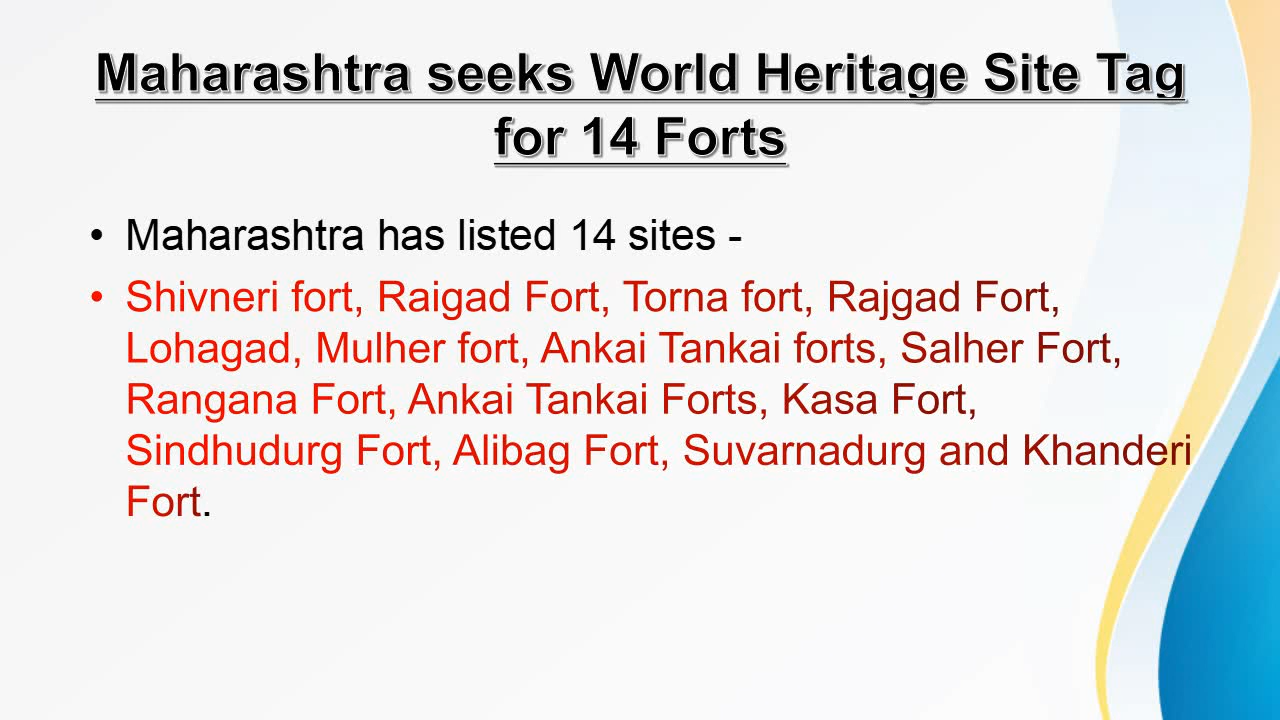 Maharashtra seeks World Heritage Site Tag
for 14 Forts
• Maharashtra has listed 14 sites -
• Shivneri fort, Raigad Fort, Torna fort, Rajgad Fort,
Lohagad, Mulher fort, Ankai Tankai forts, Salher Fort,
Rangana Fort, Ankai Tankai Forts, Kasa Fort,
Sindhudurg Fort, Alibag Fort, Suvarnadurg and Khanderi
Fort.